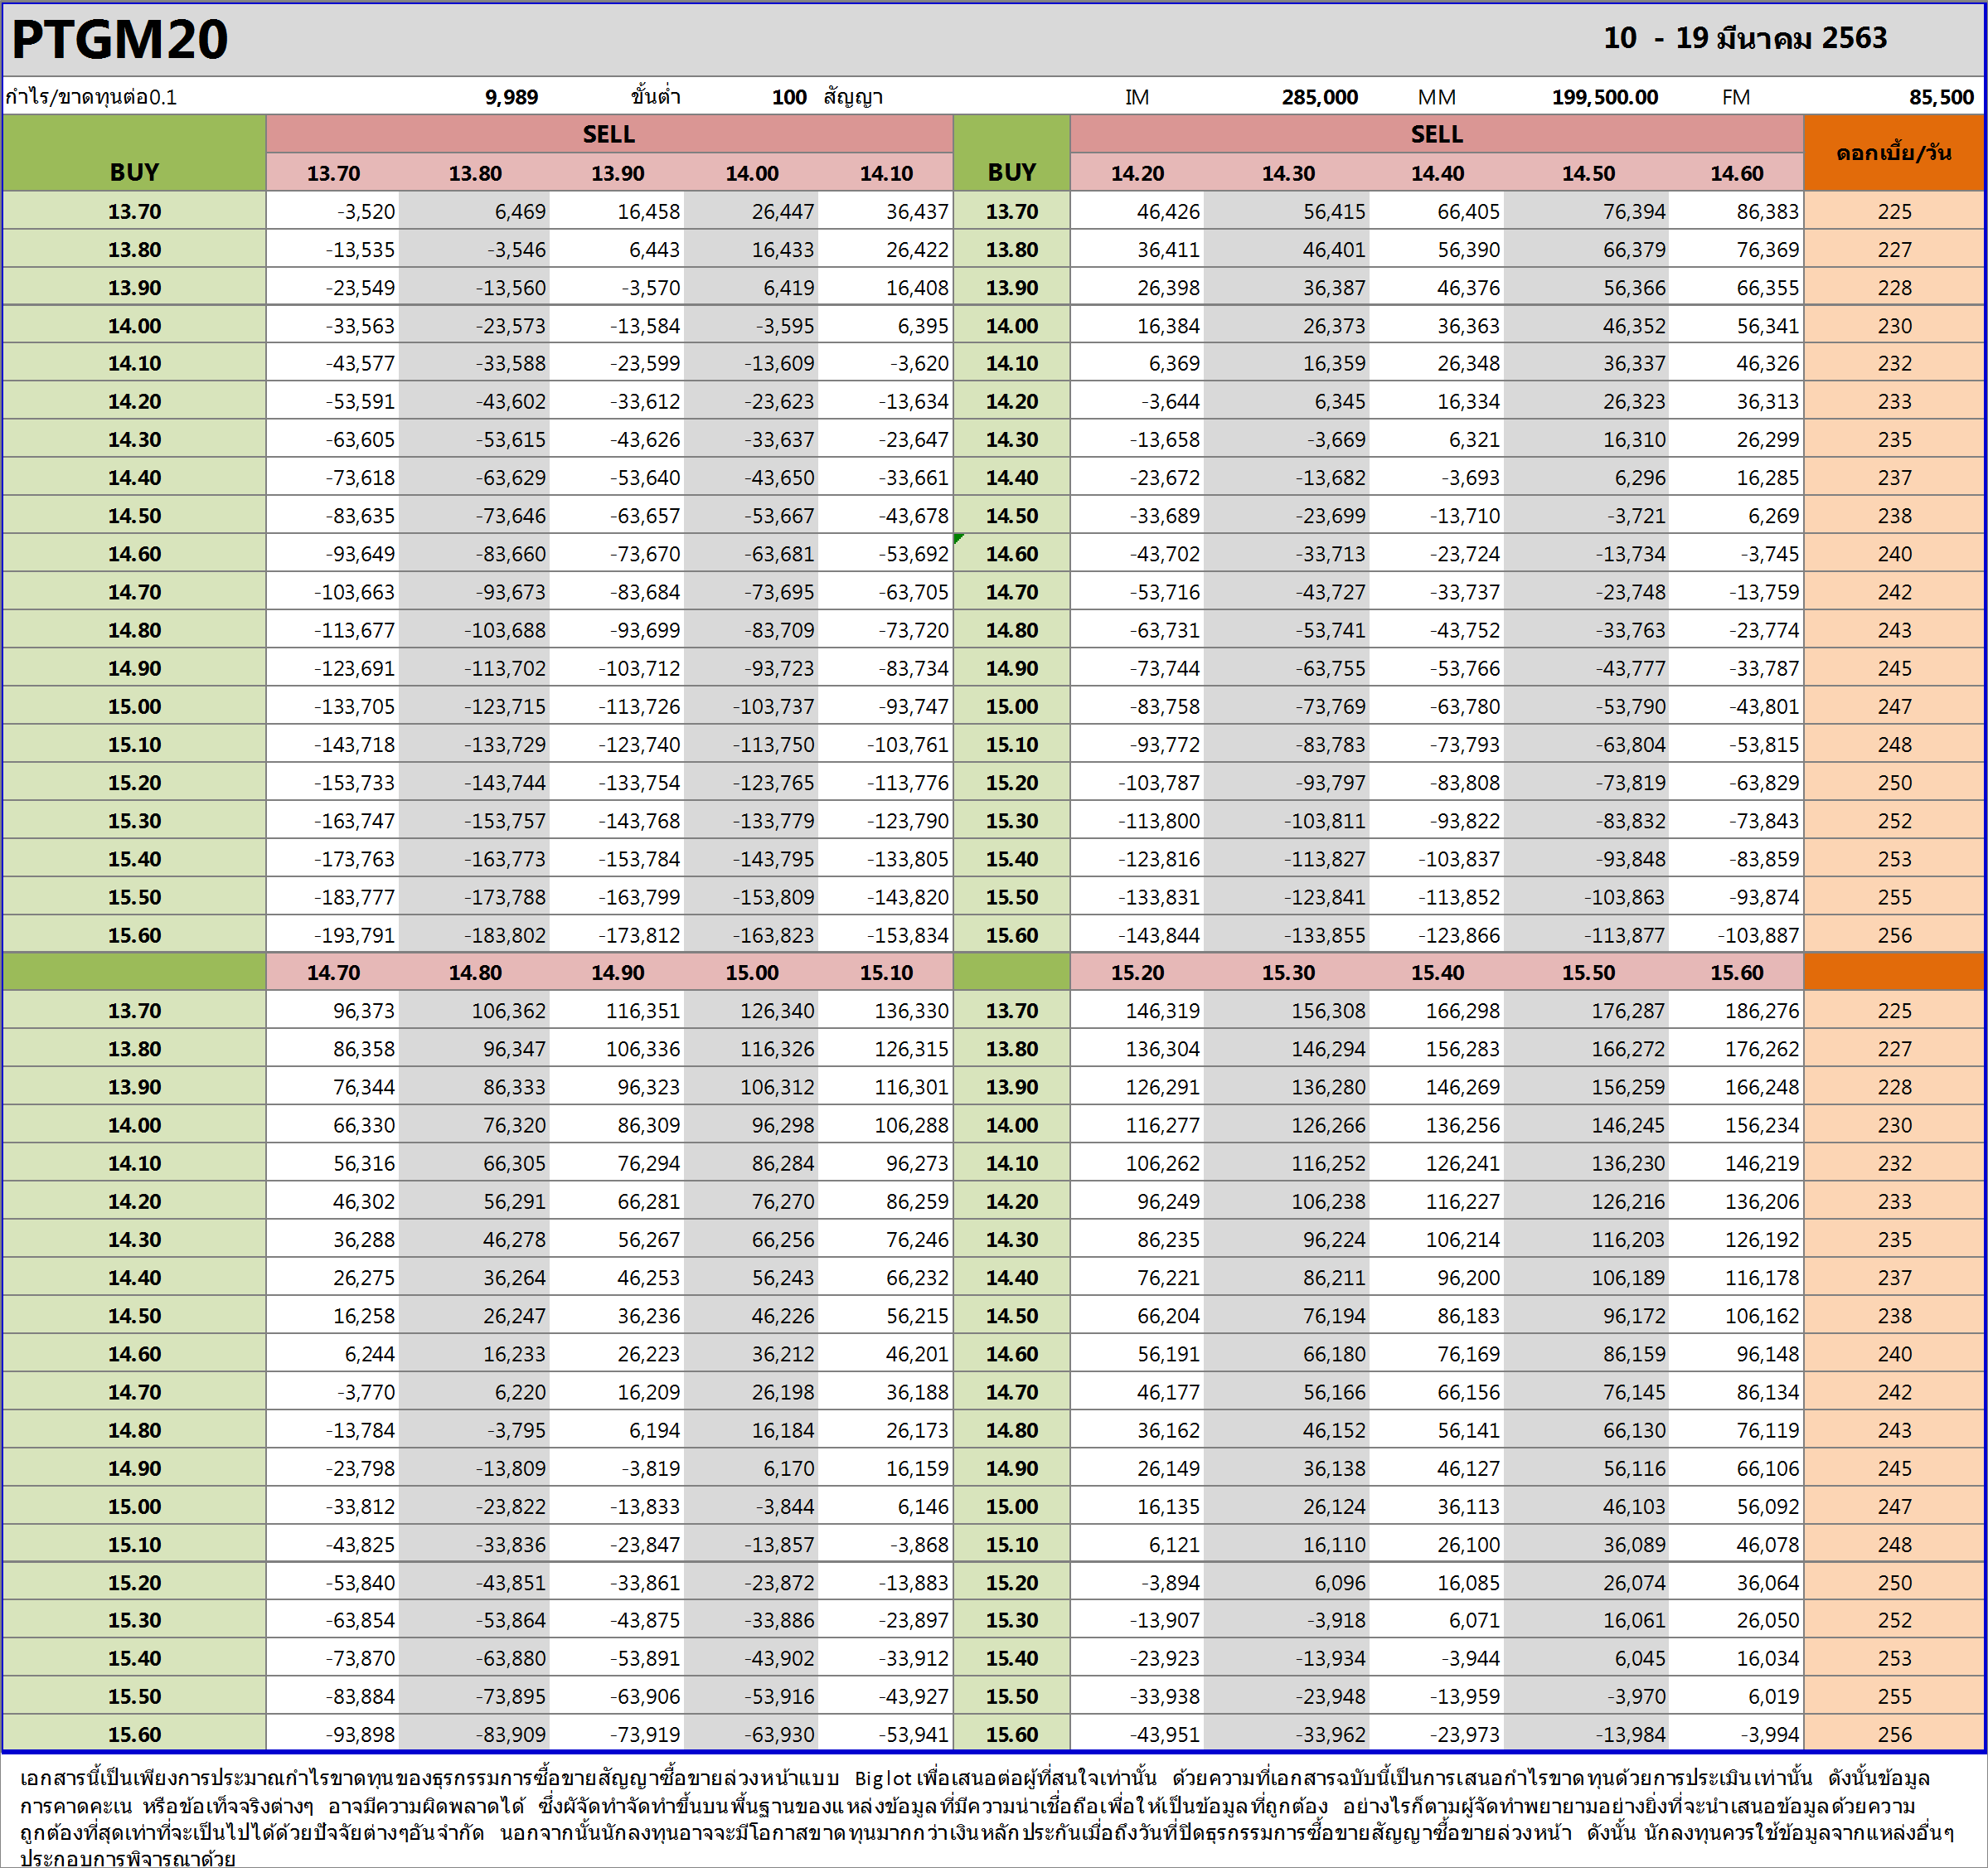 PTGM20 10 - 19 มีนาคม 2563
กำไร/ขาดทุนต่อ0.1 9,989 ขั้นต่ำ 100 สัญญา IM 285,000 MM 199,500.00 FM 85,500
BUY SELL BUY SELL ดอกเบี้ย/วัน
13.70 13.80 13.90 14.00 14.10 14.20 14.30 14.40 14.50 14.60
13.70 -3,520 6,469 16,458 26,447 36,437 13.70 46,426 56,415 66,405 76,394 86,383 225
13.80 -13,535 -3,546 6,443 16,433 26,422 13.80 36,411 46,401 56,390 66,379 76,369 227
13.90 -23,549 -13,560 -3,570 6,419 16,408 13.90 26,398 36,387 46,376 56,366 66,355 228
14.00 -33,563 -23,573 -13,584 -3,595 6,395 14.00 16,384 26,373 36,363 46,352 56,341 230
14.10 -43,577 -33,588 -23,599 -13,609 -3,620 14.10 6,369 16,359 26,348 36,337 46,326 232
14.20 -53,591 -43,602 -33,612 -23,623 -13,634 14.20 -3,644 6,345 16,334 26,323 36,313 233
14.30 -63,605 -53,615 -43,626 -33,637 -23,647 14.30 -13,658 -3,669 6,321 16,310 26,299 235
14.40 -73,618 -63,629 -53,640 -43,650 -33,661 14.40 -23,672 -13,682 -3,693 6,296 16,285 237
14.50 -83,635 -73,646 -63,657 -53,667 -43,678 14.50 -33,689 -23,699 -13,710 -3,721 6,269 238
14.60 -93,649 -83,660 -73,670 -63,681 -53,692 14.60 -43,702 -33,713 -23,724 -13,734 -3,745 240
14.70 -103,663 -93,673 -83,684 -73,695 -63,705 14.70 -53,716 -43,727 -33,737 -23,748 -13,759 242
14.80 -113,677 -103,688 -93,699 -83,709 -73,720 14.80 -63,731 -53,741 -43,752 -33,763 -23,774 243
14.90 -123,691 -113,702 -103,712 -93,723 -83,734 14.90 -73,744 -63,755 -53,766 -43,777 -33,787 245
15.00 -133,705 -123,715 -113,726 -103,737 -93,747 15.00 -83,758 -73,769 -63,780 -53,790 -43,801 247
15.10 -143,718 -133,729 -123,740 -113,750 -103,761 15.10 -93,772 -83,783 -73,793 -63,804 -53,815 248
15.20 -153,733 -143,744 -133,754 -123,765 -113,776 15.20 -103,787 -93,797 -83,808 -73,819 -63,829 250
15.30 -163,747 -153,757 -143,768 -133,779 -123,790 15.30 -113,800 -103,811 -93,822 -83,832 -73,843 252
15.40 -173,763 -163,773 -153,784 -143,795 -133,805 15.40 -123,816 -113,827 -103,837 -93,848 -83,859 253
15.50 -183,777 -173,788 -163,799 -153,809 -143,820 15.50 -133,831 -123,841 -113,852 -103,863 -93,874 255
15.60 -193,791 -183,802 -173,812 -163,823 -153,834 15.60 -143,844 -133,855 -123,866 -113,877 -103,887 256
14.70 14.80 14.90 15.00 15.10 15.20 15.30 15.40 15.50 15.60
13.70 96,373 106,362 116,351 126,340 136,330 13.70 146,319 156,308 166,298 176,287 186,276 225
13.80 86,358 96,347 106,336 116,326 126,315 13.80 136,304 146,294 156,283 166,272 176,262 227
13.90 76,344 86,333 96,323 106,312 116,301 13.90 126,291 136,280 146,269 156,259 166,248 228
14.00 66,330 76,320 86,309 96,298 106,288 14.00 116,277 126,266 136,256 146,245 156,234 230
14.10 56,316 66,305 76,294 86,284 96,273 14.10 106,262 116,252 126,241 136,230 146,219 232
14.20 46,302 56,291 66,281 76,270 86,259 14.20 96,249 106,238 116,227 126,216 136,206 233
14.30 36,288 46,278 56,267 66,256 76,246 14.30 86,235 96,224 106,214 116,203 126,192 235
14.40 26,275 36,264 46,253 56,243 66,232 14.40 76,221 86,211 96,200 106,189 116,178 237
14.50 16,258 26,247 36,236 46,226 56,215 14.50 66,204 76,194 86,183 96,172 106,162 238
14.60 6,244 16,233 26,223 36,212 46,201 14.60 56,191 66,180 76,169 86,159 96,148 240
14.70 -3,770 6,220 16,209 26,198 36,188 14.70 46,177 56,166 66,156 76,145 86,134 242
14.80 -13,784 -3,795 6,194 16,184 26,173 14.80 36,162 46,152 56,141 66,130 76,119 243
14.90 -23,798 -13,809 -3,819 6,170 16,159 14.90 26,149 36,138 46,127 56,116 66,106 245
15.00 -33,812 -23,822 -13,833 -3,844 6,146 15.00 16,135 26,124 36,113 46,103 56,092 247
15.10 -43,825 -33,836 -23,847 -13,857 -3,868 15.10 6,121 16,110 26,100 36,089 46,078 248
15.20 -53,840 -43,851 -33,861 -23,872 -13,883 15.20 -3,894 6,096 16,085 26,074 36,064 250
15.30 -63,854 -53,864 -43,875 -33,886 -23,897 15.30 -13,907 -3,918 6,071 16,061 26,050 252
15.40 -73,870 -63,880 -53,891 -43,902 -33,912 15.40 -23,923 -13,934 -3,944 6,045 16,034 253
15.50 -83,884 -73,895 -63,906 -53,916 -43,927 15.50 -33,938 -23,948 -13,959 -3,970 6,019 255
15.60 -93,898 -83,909 -73,919 -63,930 -53,941 15.60 -43,951 -33,962 -23,973 -13,984 -3,994 256
เอกสารนี้เป็นเพียงการประมาณกำไรขาดทุนของธุรกรรมการซื้อขายสัญญาซื้อขายล่วงหน้าแบบ Biglot เพื่อเสนอต่อผู้ที่สนใจเท่านั้น ด้วยความที่เอกสารฉบับนี้เป็นการเสนอกำไรขาดทุนด้วยการประเมินเท่านั้น ดังนั้นข้อมูล
การคาดคะเน หรือข้อเท็จจริงต่างๆ อาจมีความผิดพลาดได้ ซึ่งผัจัดทำจัดทำขึ้นบนพื้นฐานของแหล่งข้อมูลที่มีความน่าเชื่อถือเพื่อให้เป็นข้อมูลที่ถูกต้อง อย่างไรก็ตามผู้จัดทำพยายามอย่างยิ่งที่จะนำเสนอข้อมูลด้วยความ
ถูกต้องที่สุดเท่าที่จะเป็นไปได้ด้วยปัจจัยต่างๆอันจำกัด นอกจากนั้นนักลงทุนอาจจะมีโอกาสขาดทุนมากกว่าเงินหลักประกันเมื่อถึงวันที่ปิดธุรกรรมการซื้อขายสัญญาซื้อขายล่วงหน้า ดังนั้น นักลงทุนควรใช้ข้อมูลจากแหล่งอื่นๆ
ประกอบการพิจารณาด้วย